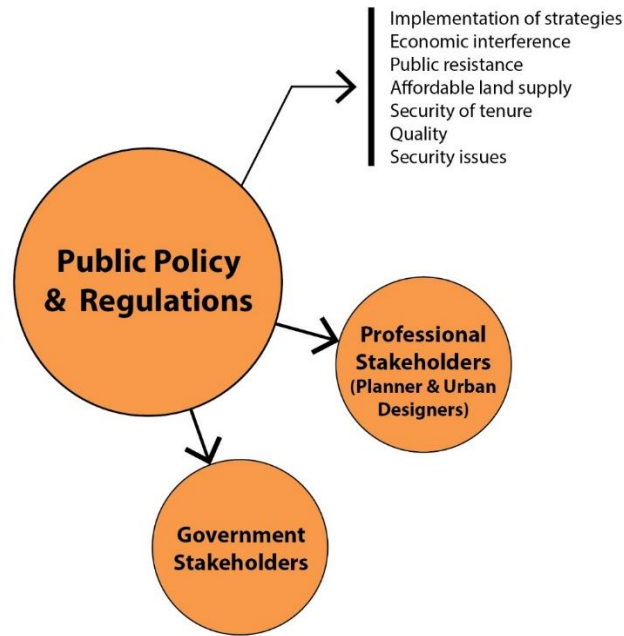 Implementation of strategies
Economic interference
Public resistance
Affordable land supply
Security of tenure
Quality
Security issues
Public Policy
& Regulations
Professional
Stakeholders
(Planner & Urban
Designers)
Government
Stakeholders